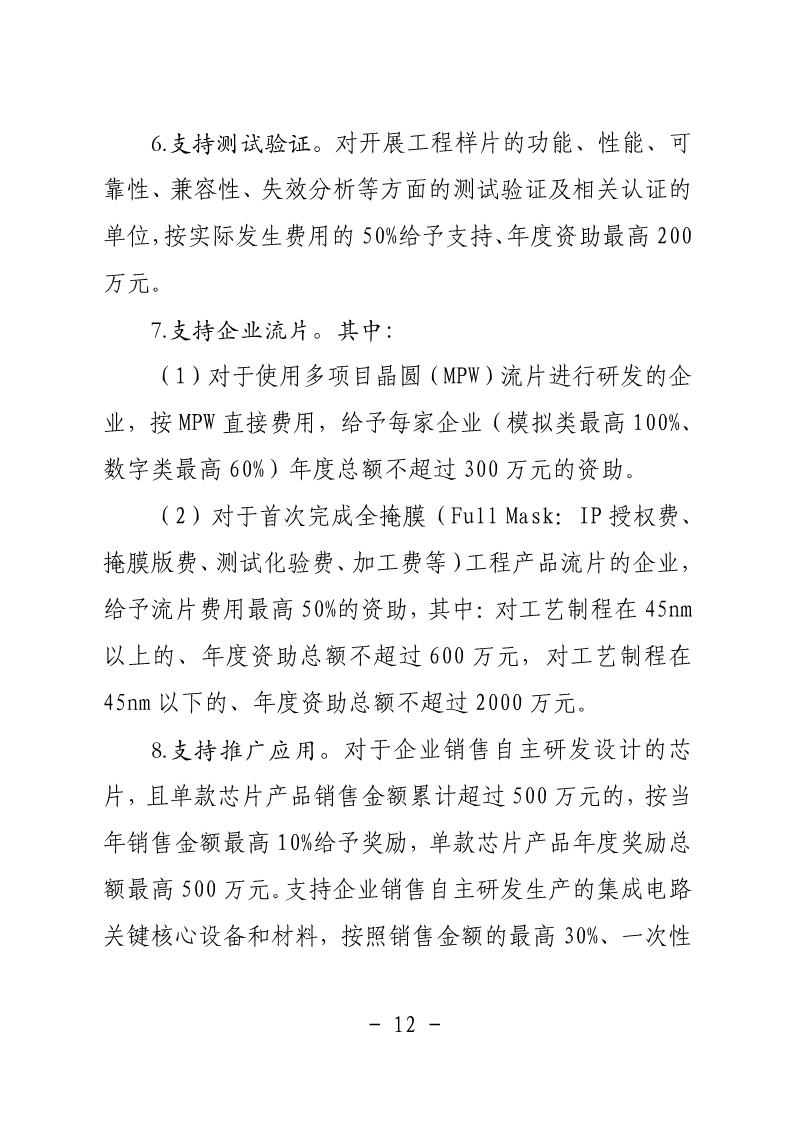 6.支持测试验证。对开展工程样片的功能、性能、可
靠性、兼容性、失效分析等方面的测试验证及相关认证的
单位,按实际发生费用的 50%给予支持、年度资助最高 200
万元。
7.支持企业流片。其中：
（1）对于使用多项目晶圆（MPW）流片进行研发的企
业，按 MPW 直接费用，给予每家企业（模拟类最高 100%、
数字类最高 60%）年度总额不超过 300 万元的资助。
（2）对于首次完成全掩膜（Full Mask：IP 授权费、
掩膜版费、测试化验费、加工费等）工程产品流片的企业，
给予流片费用最高 50%的资助，其中：对工艺制程在 45nm
以上的、年度资助总额不超过 600 万元，对工艺制程在
45nm 以下的、年度资助总额不超过 2000 万元。
8.支持推广应用。对于企业销售自主研发设计的芯
片，且单款芯片产品销售金额累计超过 500 万元的，按当
年销售金额最高 10%给予奖励，单款芯片产品年度奖励总
额最高 500 万元。支持企业销售自主研发生产的集成电路
关键核心设备和材料，按照销售金额的最高 30%、一次性
- 12 -